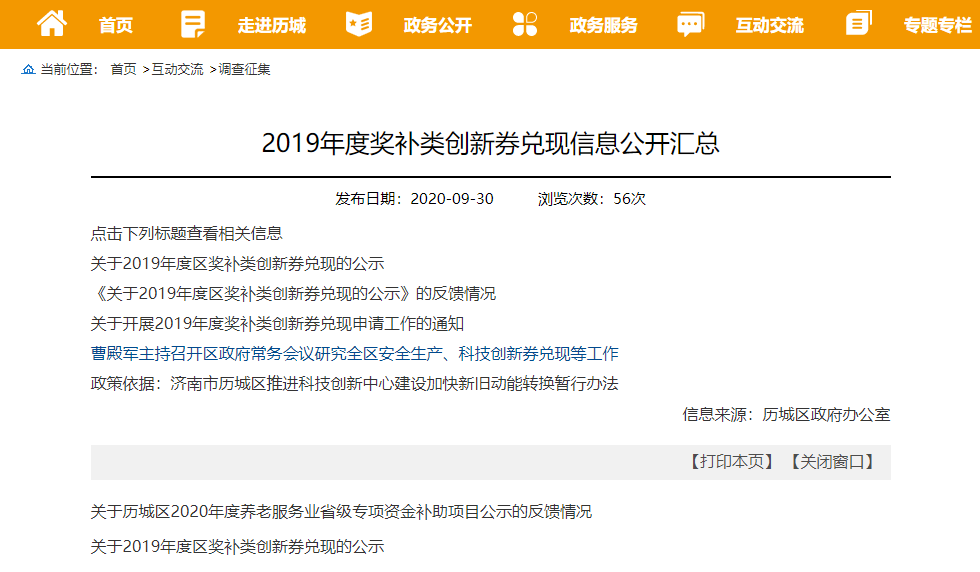 首页 走进历城 政务公开 政务服务 互动交流 专题专栏
当前位置： 首页 >互动交流 >调查征集
2019年度奖补类创新券兑现信息公开汇总
发布日期：2020-09-30 浏览次数：56次
点击下列标题查看相关信息
关于2019年度区奖补类创新券兑现的公示
《关于2019年度区奖补类创新券兑现的公示》的反馈情况
关于开展2019年度奖补类创新券兑现申请工作的通知
曹殿军主持召开区政府常务会议研究全区安全生产、科技创新券兑现等工作
政策依据：济南市历城区推进科技创新中心建设加快新旧动能转换暂行办法
信息来源：历城区政府办公室
【打印本页】 【关闭窗口】
关于历城区2020年度养老服务业省级专项资金补助项目公示的反馈情况
关于2019年度区奖补类创新券兑现的公示